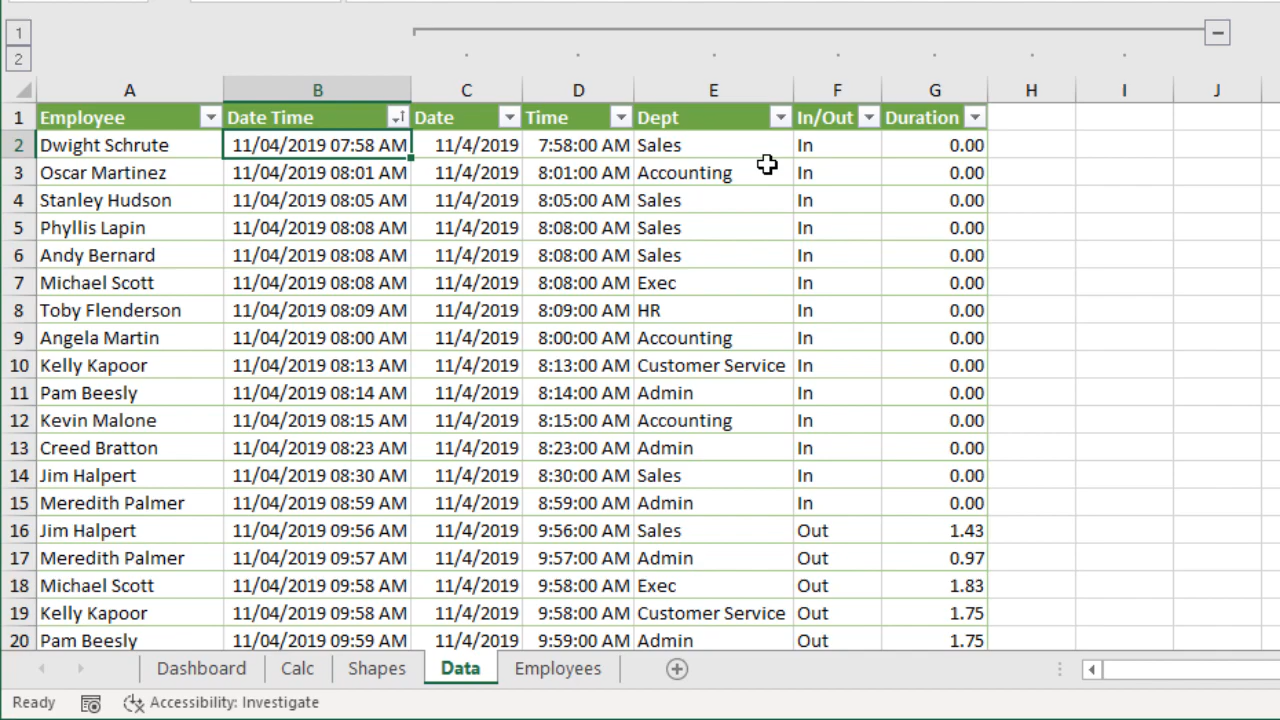 1
2
A B C D E F G H I J
1 Employee Date Time Date Time Dept In/Out Duration
2 Dwight Schrute 11/04/2019 07:58 AM 11/4/2019 7:58:00 AM Sales In 0.00
3 Oscar Martinez 11/04/2019 08:01 AM 11/4/2019 8:01:00 AM Accounting In 0.00
4 Stanley Hudson 11/04/2019 08:05 AM 11/4/2019 8:05:00 AM Sales In 0.00
5 Phyllis Lapin 11/04/2019 08:08 AM 11/4/2019 8:08:00 AM Sales In 0.00
6 Andy Bernard 11/04/2019 08:08 AM 11/4/2019 8:08:00 AM Sales In 0.00
7 Michael Scott 11/04/2019 08:08 AM 11/4/2019 8:08:00 AM Exec In 0.00
8 Toby Flenderson 11/04/2019 08:09 AM 11/4/2019 8:09:00 AM HR In 0.00
9 Angela Martin 11/04/2019 08:00 AM 11/4/2019 8:00:00 AM Accounting In 0.00
10 Kelly Kapoor 11/04/2019 08:13 AM 11/4/2019 8:13:00 AM Customer Service In 0.00
11 Pam Beesly 11/04/2019 08:14 AM 11/4/2019 8:14:00 AM Admin In 0.00
12 Kevin Malone 11/04/2019 08:15 AM 11/4/2019 8:15:00 AM Accounting In 0.00
13 Creed Bratton 11/04/2019 08:23 AM 11/4/2019 8:23:00 AM Admin In 0.00
14 Jim Halpert 11/04/2019 08:30 AM 11/4/2019 8:30:00 AM Sales In 0.00
15 Meredith Palmer 11/04/2019 08:59 AM 11/4/2019 8:59:00 AM Admin In 0.00
16 Jim Halpert 11/04/2019 09:56 AM 11/4/2019 9:56:00 AM Sales Out 1.43
17 Meredith Palmer 11/04/2019 09:57 AM 11/4/2019 9:57:00 AM Admin Out 0.97
18 Michael Scott 11/04/2019 09:58 AM 11/4/2019 9:58:00 AM Exec Out 1.83
19 Kelly Kapoor 11/04/2019 09:58 AM 11/4/2019 9:58:00 AM Customer Service Out 1.75
20 Pam Beesly 11/04/2019 09:59 AM 11/4/2019 9:59:00 AM Admin Out 1.75
Dashboard Calc Shapes Data Employees
Ready Accessibility: Investigate